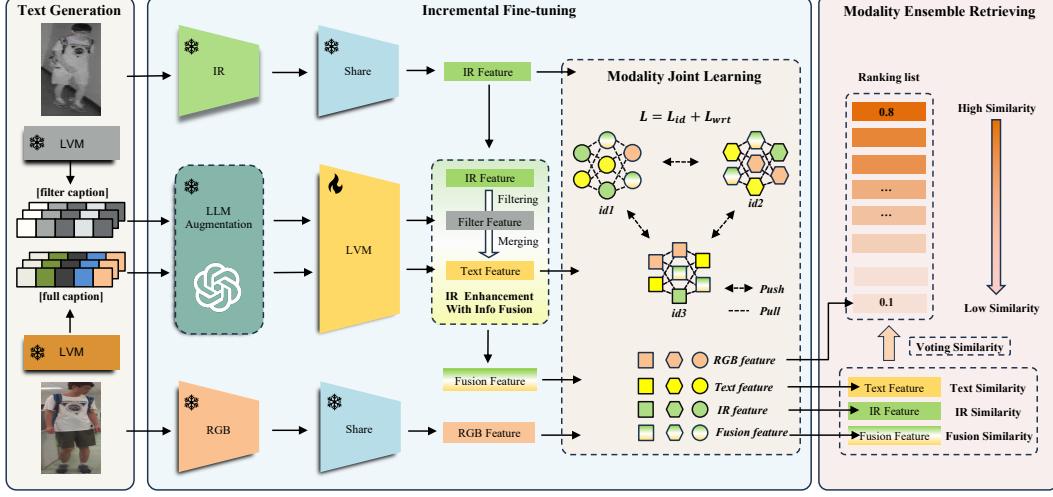 Text Generation
LVM
[filter caption]
[full caption]
LVM
Incremental Fine-tuning
IR
Share
IR Feature
LLM
Augmentation
LVM
IR Feature
Filtering
Filter Feature
Merging
Text Feature
IR Enhancement
With Info Fusion
Fusion Feature
RGB
Share
RGB Feature
Modality Joint Learning
L = L_{id} + L_{wrt}
id1
id2
id3
Push
Pull
RGB feature
Text feature
IR feature
Fusion feature
Modality Ensemble Retrieving
Ranking list
0.8
High Similarity
...
...
0.1
Low Similarity
Voting Similarity
Text Feature Text Similarity
IR Feature IR Similarity
Fusion Feature Fusion Similarity